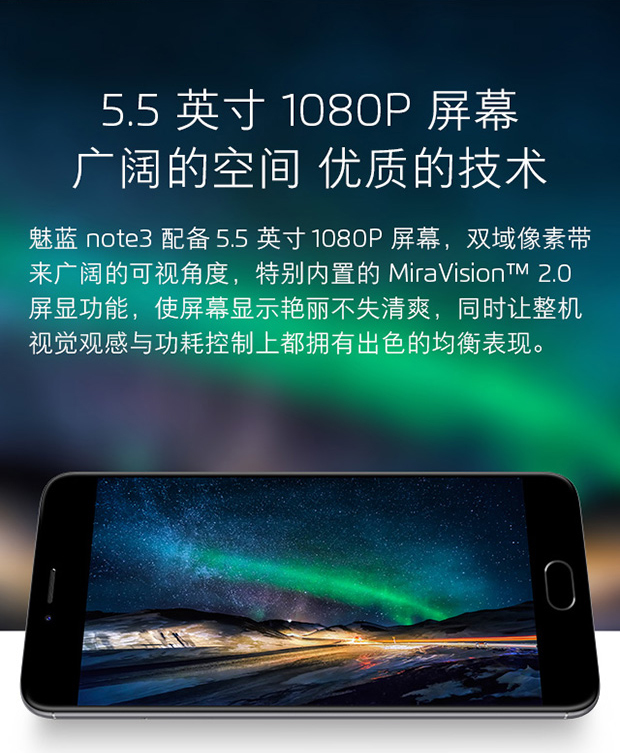 5.5 英寸 1080P 屏幕
广阔的空间 优质的技术
魅蓝 note3 配备 5.5 英寸 1080P 屏幕，双域像素带
来广阔的可视角度，特别内置的 MiraVision™ 2.0
屏显功能，使屏幕显示艳丽不失清爽，同时让整机
视觉观感与功耗控制上都拥有出色的均衡表现。